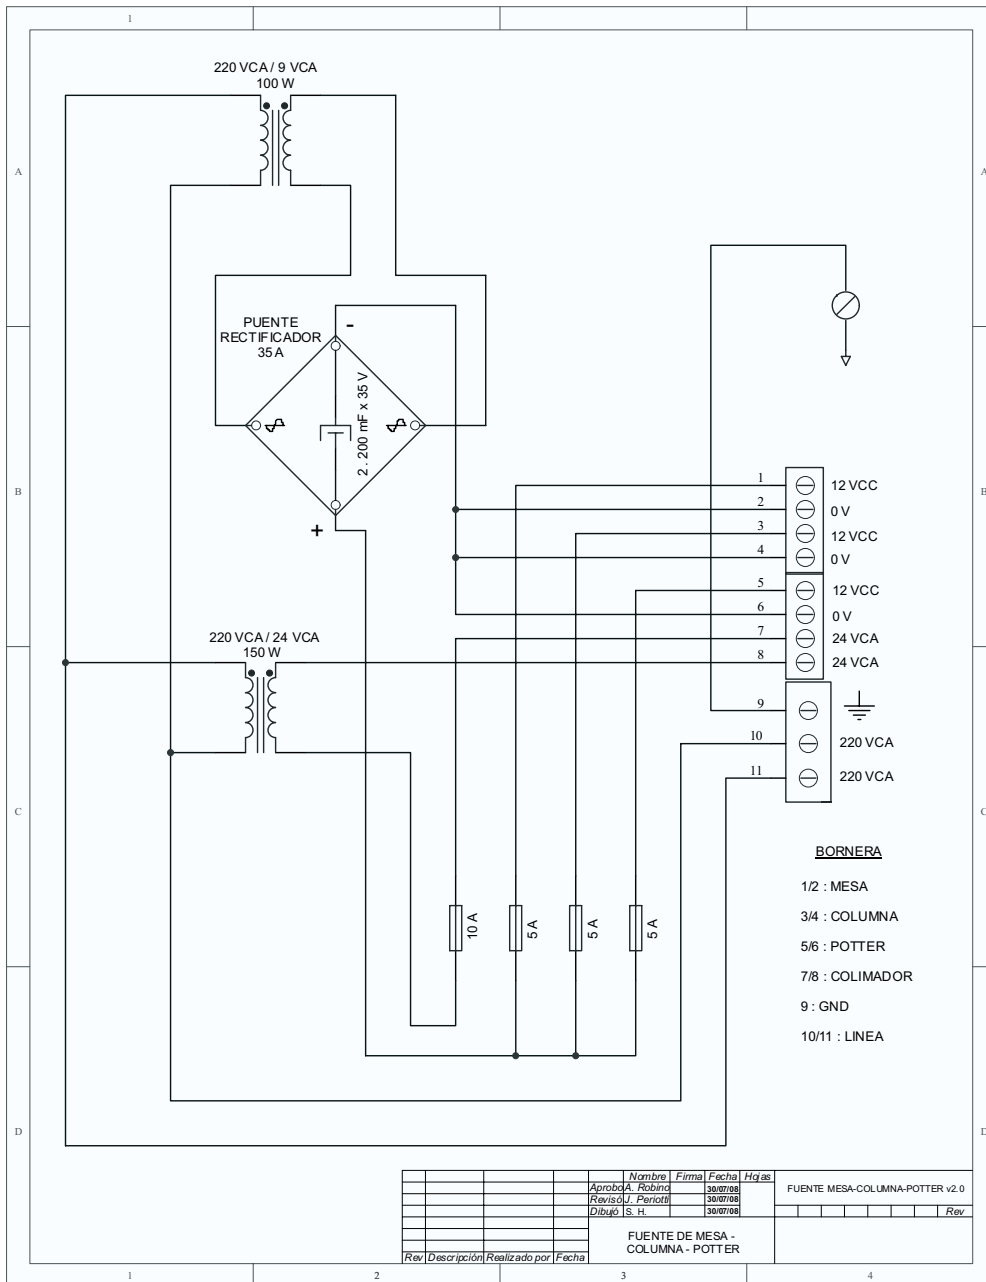 1
220 VCA / 9 VCA
100 W
A
A
PUENTE
RECTIFICADOR
35 A
-
2 . 200 mF x 35 V
+
B
B
1
12 VCC
2
0 V
3
12 VCC
4
0 V
5
12 VCC
6
0 V
7
24 VCA
8
24 VCA
220 VCA / 24 VCA
150 W
9
10
220 VCA
11
220 VCA
C
C
BORNERA
1/2 : MESA
3/4 : COLUMNA
5/6 : POTTER
7/8 : COLIMADOR
9 : GND
10/11 : LINEA
10 A
5 A
5 A
5 A
D
D
Nombre Firma Fecha Hojas
Aprobo A. Robino 30/07/08
Revisó J. Periotti 30/07/08
Dibujó S. H. 30/07/08
FUENTE MESA-COLUMNA-POTTER v2.0
Rev
FUENTE DE MESA -
COLUMNA - POTTER
Rev Descripción Realizado por Fecha
1
2
3
4